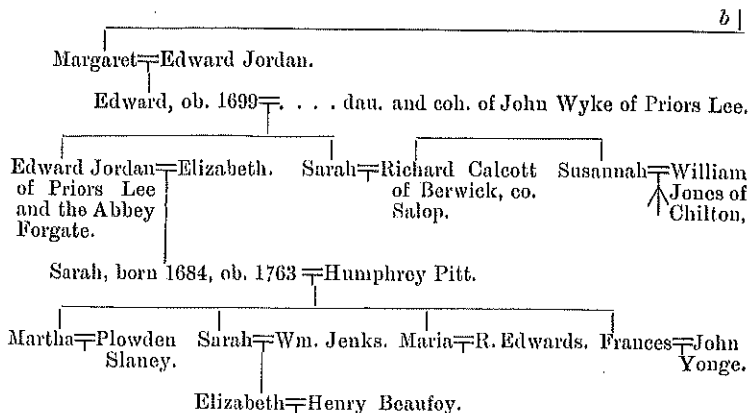 b
Margaret Edward Jordan.
Edward, ob. 1699 . . . . dau. and coh. of John Wyke of Priors Lee.
Edward Jordan Elizabeth. Sarah Richard Calcott Susannah William
of Priors Lee of Berwick, co. Jones of
and the Abbey Salop. Chilton,
Forgate.
Sarah, born 1684, ob. 1763 Humphrey Pitt.
Martha Plowden Sarah Wm. Jenks. Maria R. Edwards. Frances John
Slaney. Yonge.
Elizabeth Henry Beaufoy.